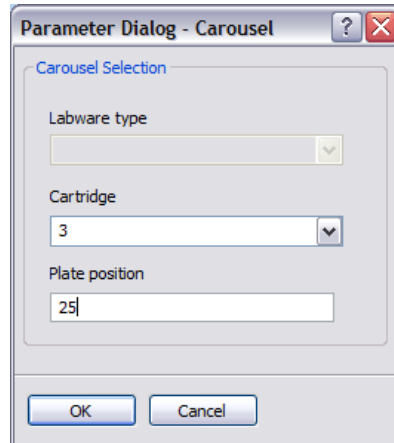 Parameter Dialog - Carousel
Carousel Selection
Labware type
Cartridge
3
Plate position
25
OK Cancel